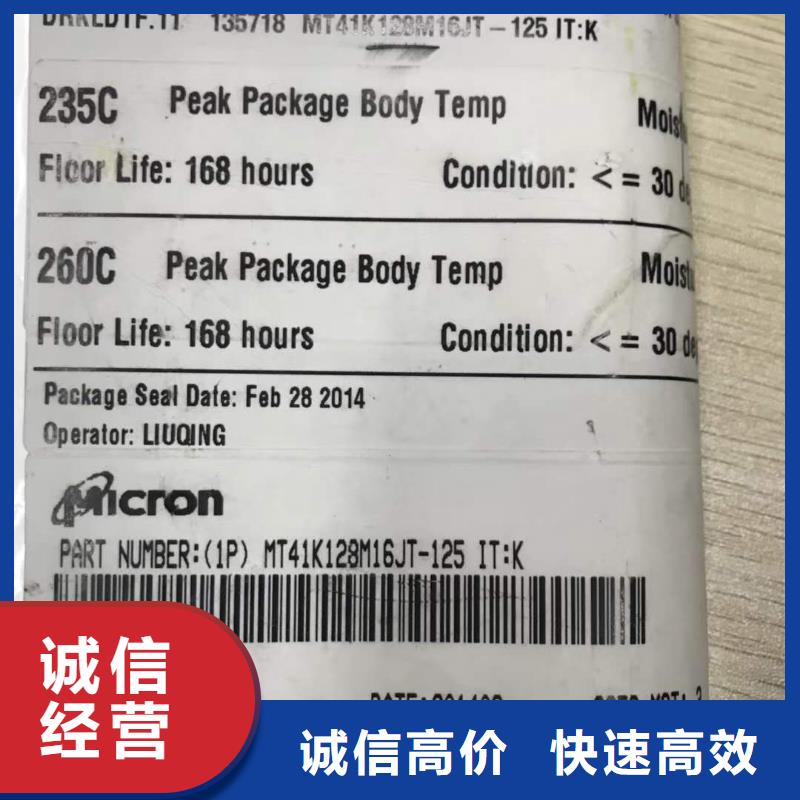 135718 MT41K128M16JT-125 IT:K
235C Peak Package Body Temp
Floor Life: 168 hours Condition: <= 30
260C Peak Package Body Temp
Floor Life: 168 hours Condition: <= 30
Package Seal Date: Feb 28 2014
Operator: LIUQING
Micron
PART NUMBER:(1P) MT41K128M16JT-125 IT:K
诚信
经营
诚信高价 快速高效